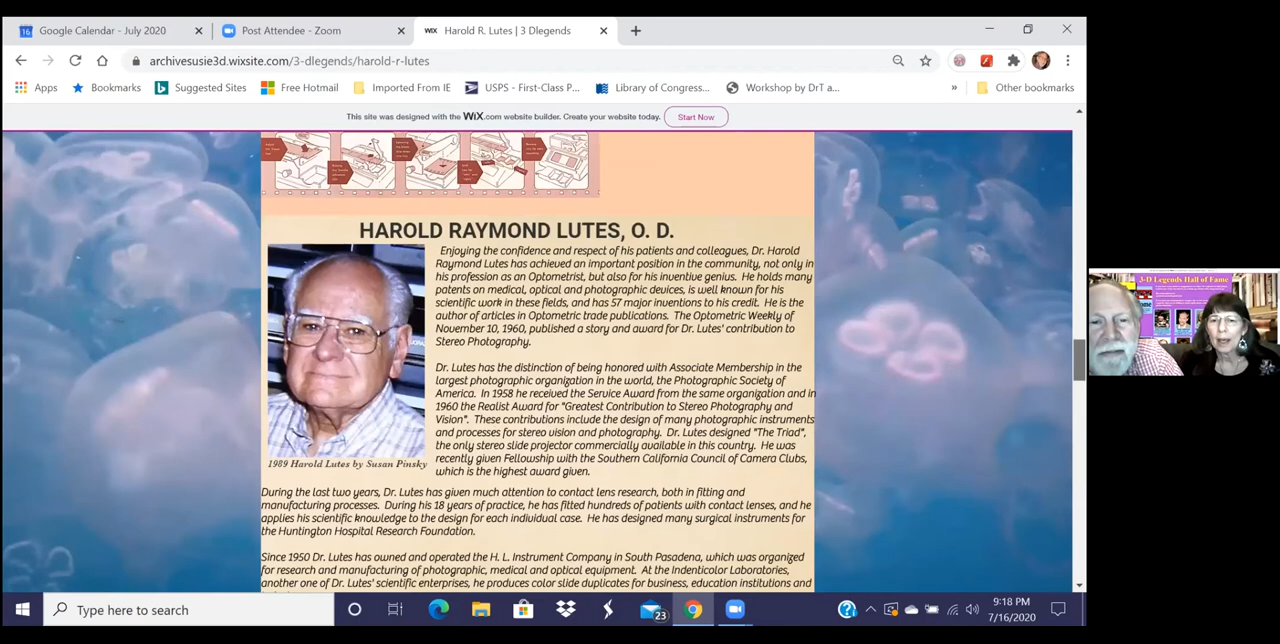 Google Calendar - July 2020
Post Attendee - Zoom
WiX
Harold R. Lutes | 3 Dlegends
archivesusie3d.wixsite.com/3-dlegends/harold-r-lutes
Apps
Bookmarks
Suggested Sites
Free Hotmail
Imported From IE
USPS - First-Class P...
Library of Congress...
Workshop by DrT a...
»
Other bookmarks
This site was designed with the WiX.com website builder. Create your website today.
Start Now
HAROLD RAYMOND LUTES, O. D.
Enjoying the confidence and respect of his patients and colleagues, Dr. Harold
Raymond Lutes has achieved an important position in the community, not only in
his profession as an Optometrist, but also for his inventive genius. He holds many
patents on medical, optical and photographic devices, is well known for his
scientific work in these fields, and has 57 major inventions to his credit. He is the
author of articles in Optometric trade publications. The Optometric Weekly of
November 10, 1960, published a story and award for Dr. Lutes' contribution to
Stereo Photography.
Dr. Lutes has the distinction of being honored with Associate Membership in the
largest photographic organization in the world, the Photographic Society of
America. In 1958 he received the Service Award from the same organization and in
1960 the Realist Award for "Greatest Contribution to Stereo Photography and
Vision". These contributions include the design of many photographic instruments
and processes for stereo vision and photography. Dr. Lutes designed "The Triad",
the only stereo slide projector commercially available in this country. He was
recently given Fellowship with the Southern California Council of Camera Clubs,
which is the highest award given.
1989 Harold Lutes by Susan Pinsky
During the last two years, Dr. Lutes has given much attention to contact lens research, both in fitting and
manufacturing processes. During his 18 years of practice, he has fitted hundreds of patients with contact lenses, and he
applies his scientific knowledge to the design for each individual case. He has designed many surgical instruments for
the Huntington Hospital Research Foundation.
Since 1950 Dr. Lutes has owned and operated the H. L. Instrument Company in South Pasadena, which was organized
for research and manufacturing of photographic, medical and optical equipment. At the Indenticolor Laboratories,
another one of Dr. Lutes' scientific enterprises, he produces color slide duplicates for business, education institutions and
3-D Legends Hall of Fame
Type here to search
23
9:18 PM
7/16/2020